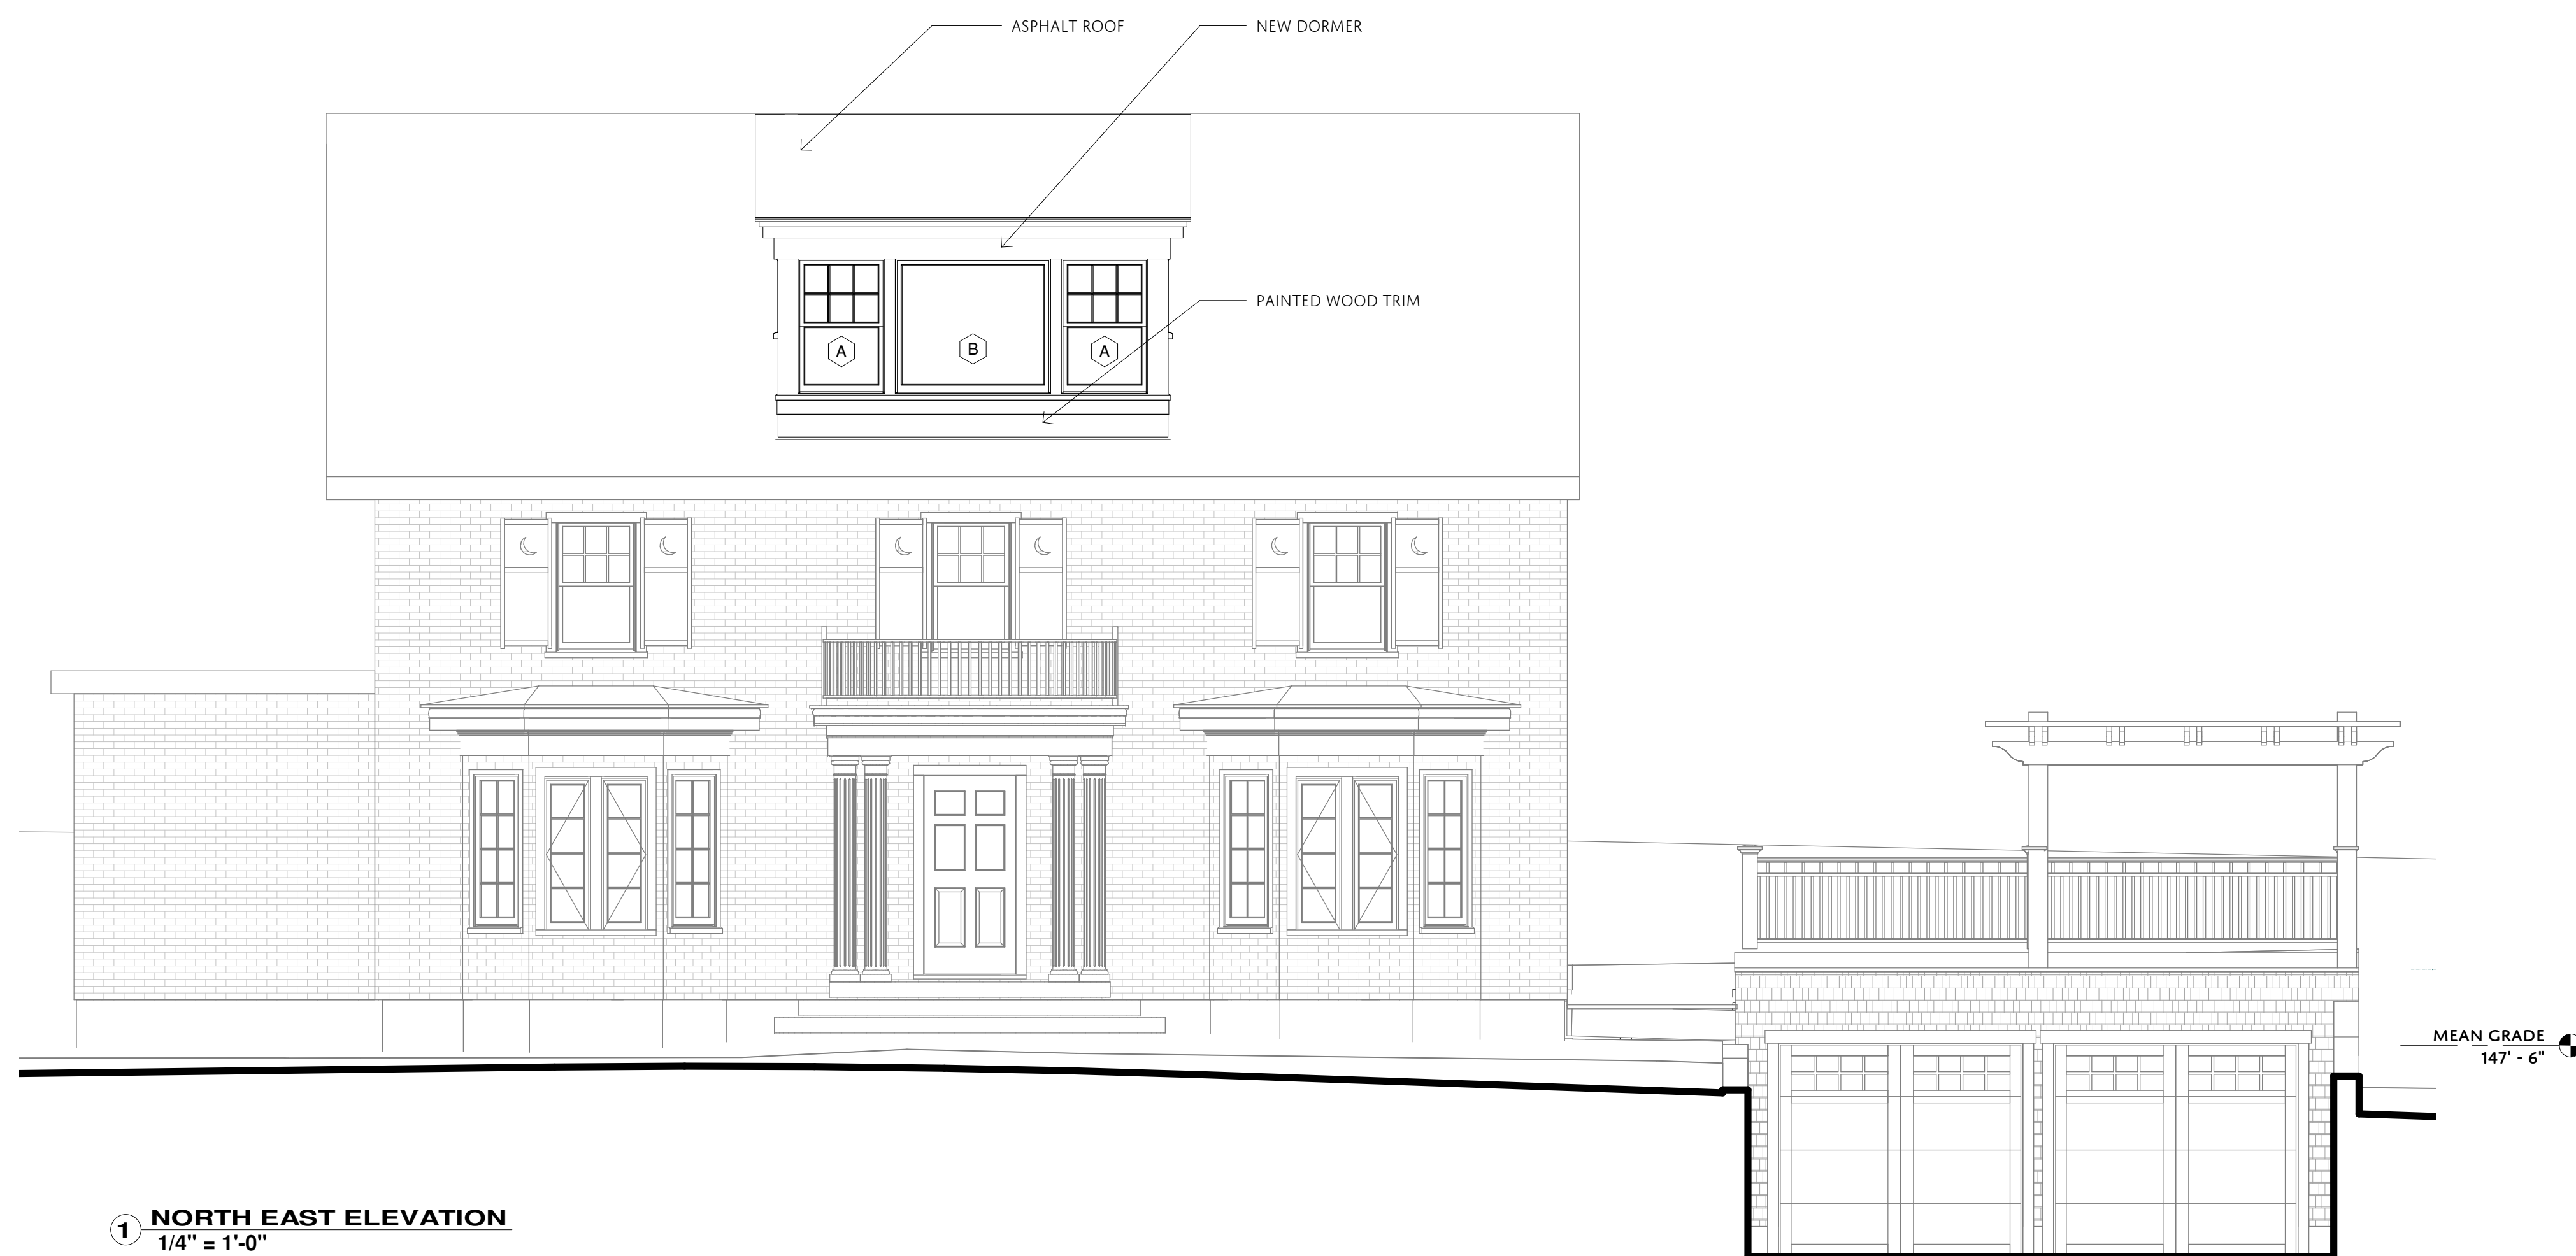 ASPHALT ROOF
NEW DORMER
PAINTED WOOD TRIM
A
B
A
MEAN GRADE
147' - 6"
1
NORTH EAST ELEVATION
1/4" = 1'-0"